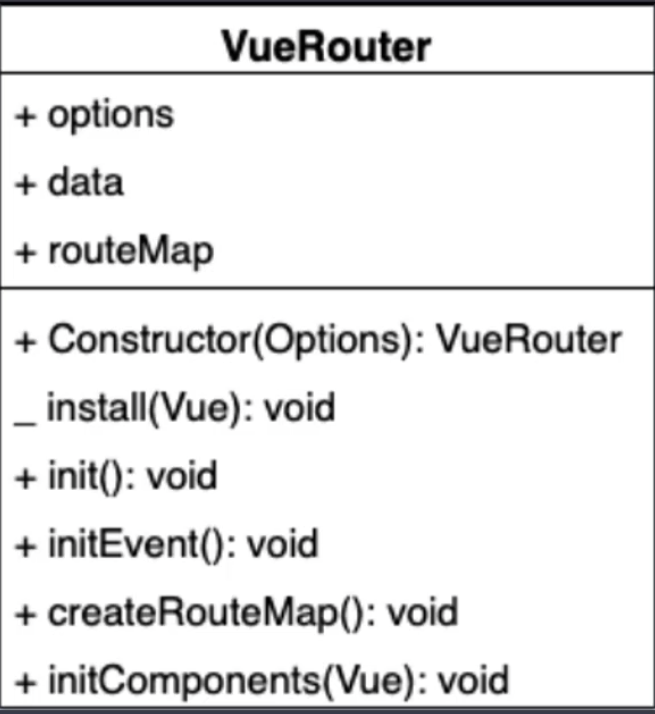 VueRouter
+ options
+ data
+ routeMap
+ Constructor(Options): VueRouter
_ install(Vue): void
+ init(): void
+ initEvent(): void
+ createRouteMap(): void
+ initComponents(Vue): void